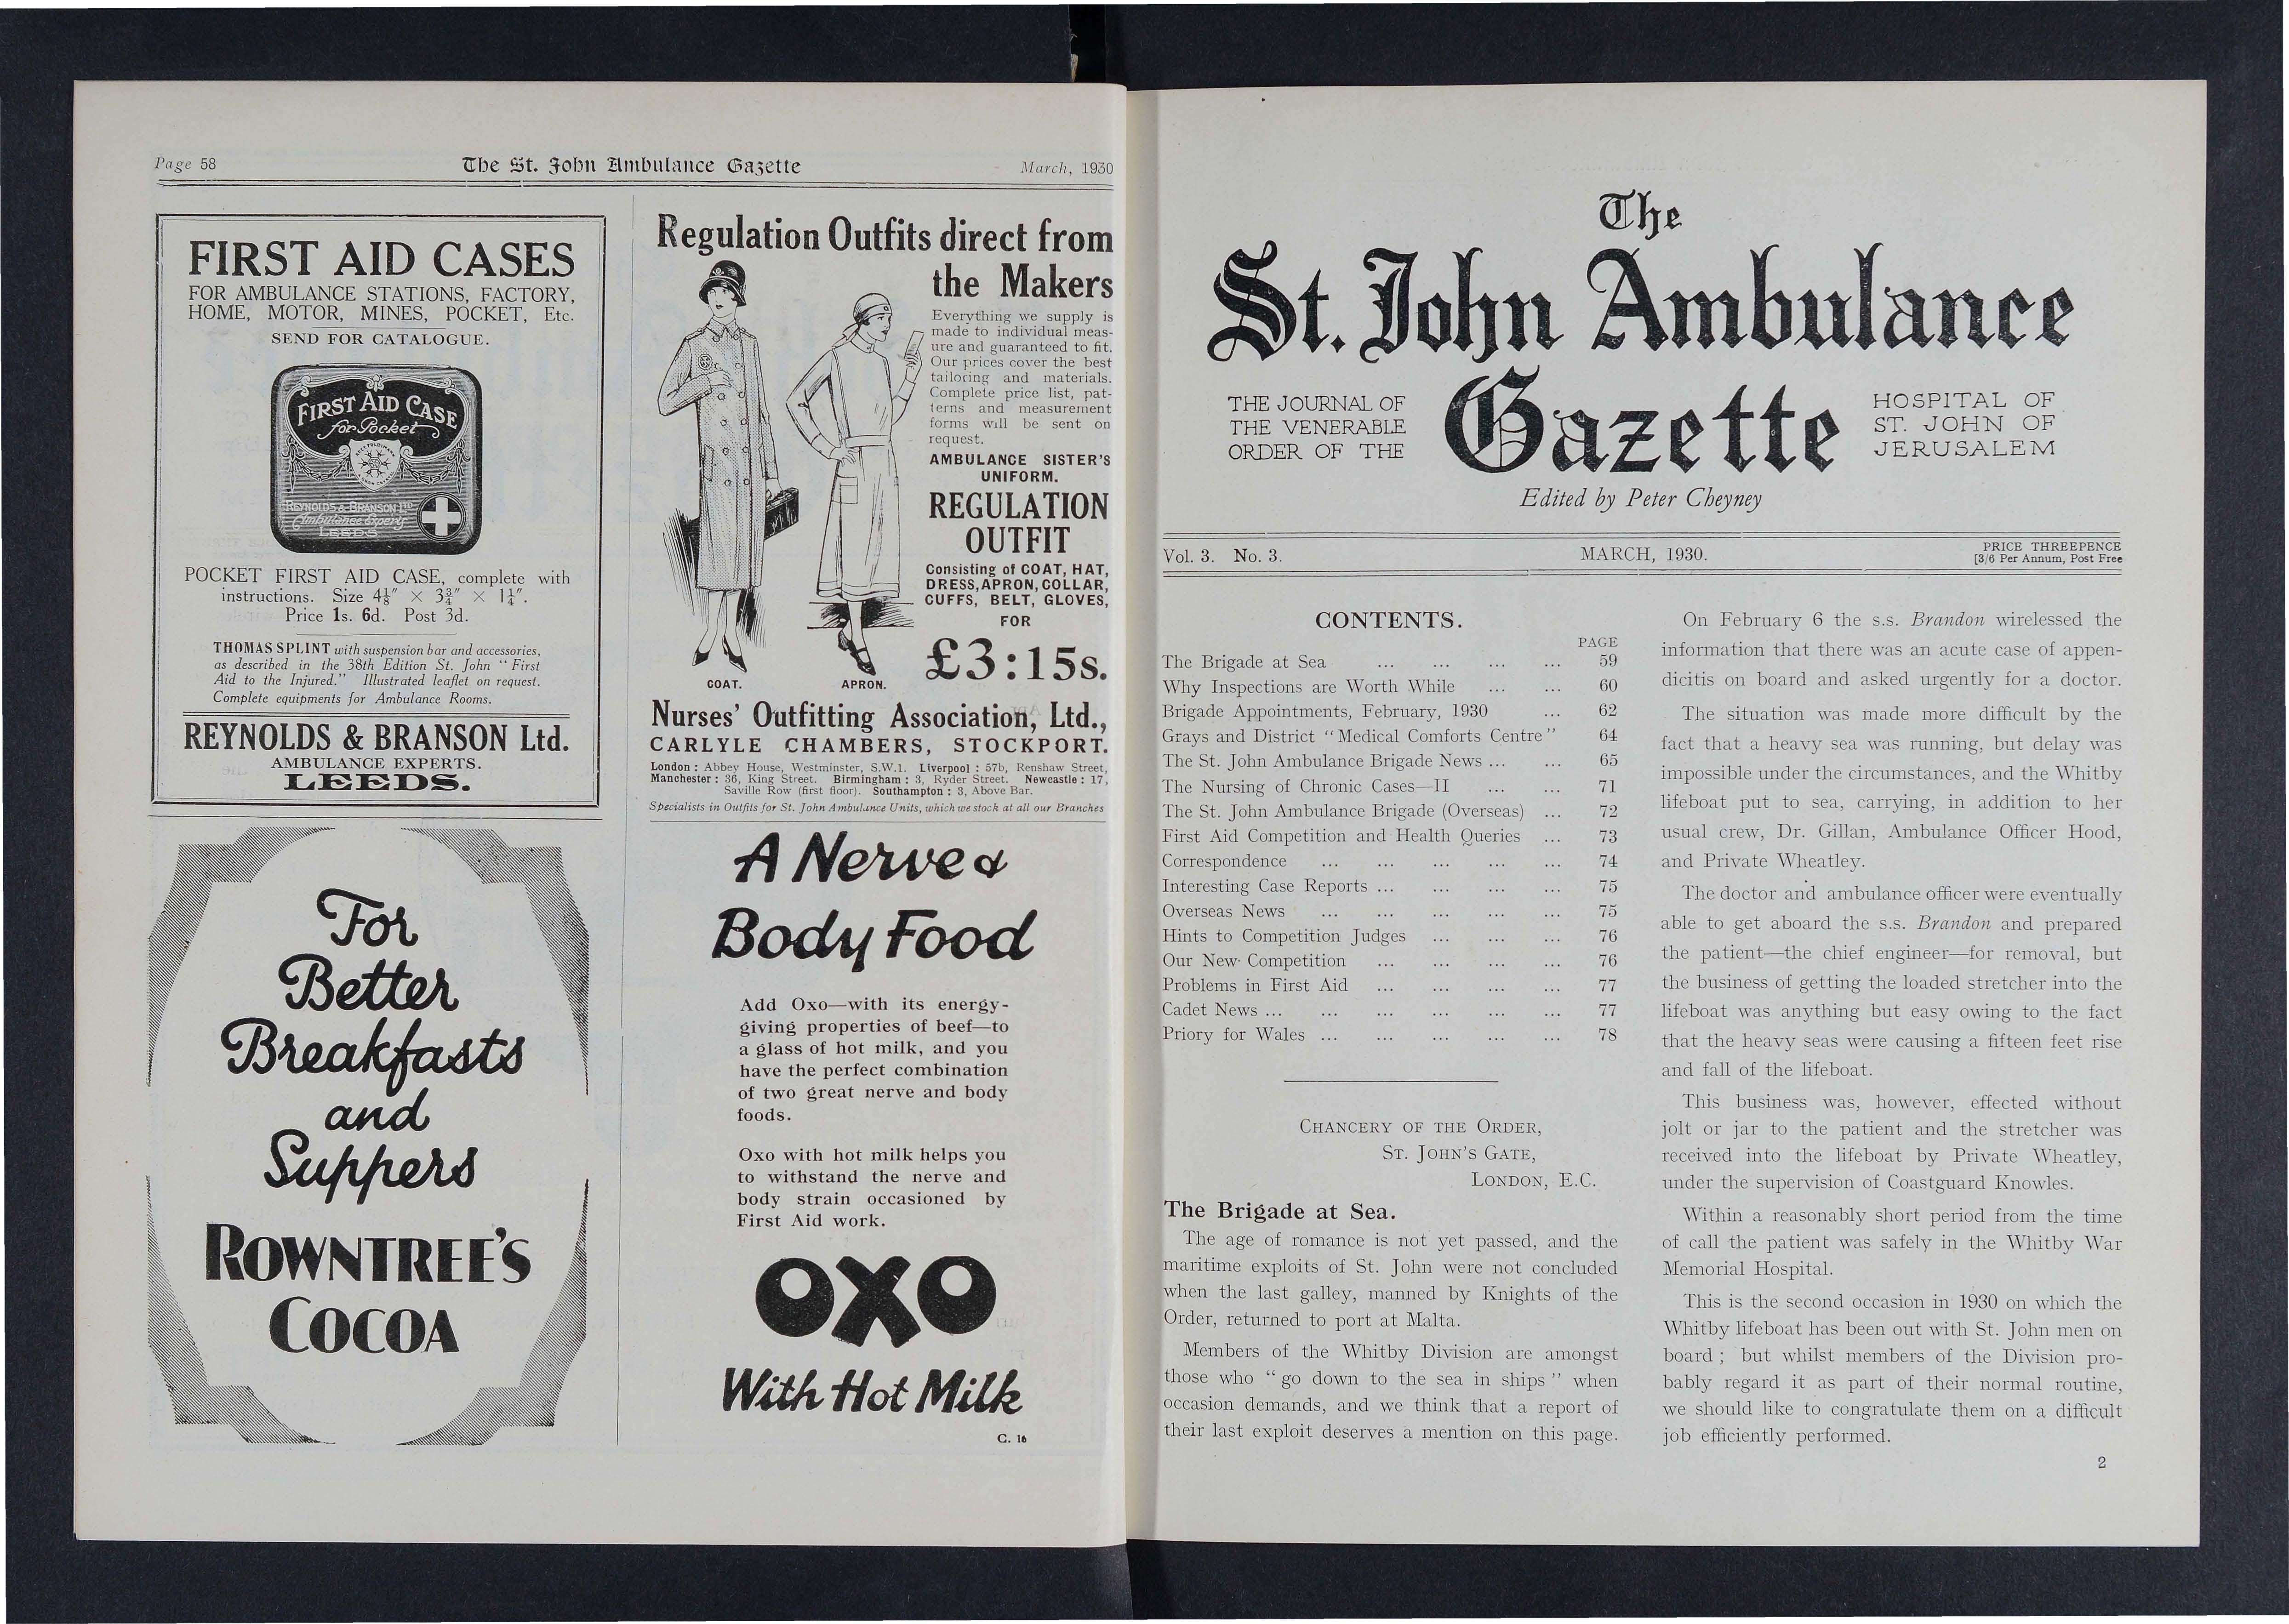 Page 58
The St. John Ambulance Gazette
March, 1930
FIRST AID CASES
FOR AMBULANCE STATIONS, FACTORY,
HOME, MOTOR, MINES, POCKET, Etc.
SEND FOR CATALOGUE.
FIRST AID CASE
for Pocket
REYNOLDS & BRANSON LTD
Ambulance Experts
LEEDS
POCKET FIRST AID CASE, complete with
instructions. Size 4⅛" × 3¾" × 1¼".
Price 1s. 6d. Post 3d.
THOMAS SPLINT with suspension bar and accessories,
as described in the 38th Edition St. John "First
Aid to the Injured." Illustrated leaflet on request.
Complete equipments for Ambulance Rooms.
REYNOLDS & BRANSON Ltd.
AMBULANCE EXPERTS.
LEEDS.
For
Better
Breakfasts
and
Suppers
ROWNTREE'S
COCOA
Regulation Outfits direct from
the Makers
Everything we supply is
made to individual meas-
ure and guaranteed to fit.
Our prices cover the best
tailoring and materials.
Complete price list, pat-
terns and measurement
forms will be sent on
request.
AMBULANCE SISTER'S
UNIFORM.
REGULATION
OUTFIT
Consisting of COAT, HAT,
DRESS, APRON, COLLAR,
CUFFS, BELT, GLOVES,
FOR
£3:15s.
COAT.
APRON.
Nurses' Outfitting Association, Ltd.,
CARLYLE CHAMBERS, STOCKPORT.
London : Abbey House, Westminster, S.W.1. Liverpool : 57b, Renshaw Street,
Manchester : 36, King Street. Birmingham : 3, Ryder Street. Newcastle : 17,
Saville Row (first floor). Southampton : 3, Above Bar.
Specialists in Outfits for St. John Ambulance Units, which we stock at all our Branches
A Nerve &
Body Food
Add Oxo—with its energy-
giving properties of beef—to
a glass of hot milk, and you
have the perfect combination
of two great nerve and body
foods.
Oxo with hot milk helps you
to withstand the nerve and
body strain occasioned by
First Aid work.
OXO
With Hot Milk
C. 16
The
St. John Ambulance
Gazette
THE JOURNAL OF
THE VENERABLE
ORDER OF THE
HOSPITAL OF
ST. JOHN OF
JERUSALEM
Edited by Peter Cheyney
Vol. 3. No. 3.
MARCH, 1930.
PRICE THREEPENCE
[3/6 Per Annum, Post Free
CONTENTS.
PAGE
The Brigade at Sea ... ... ... ... 59
Why Inspections are Worth While ... ... 60
Brigade Appointments, February, 1930 ... 62
Grays and District "Medical Comforts Centre" 64
The St. John Ambulance Brigade News ... ... 65
The Nursing of Chronic Cases—II ... ... 71
The St. John Ambulance Brigade (Overseas) ... 72
First Aid Competition and Health Queries ... 73
Correspondence ... ... ... ... ... 74
Interesting Case Reports ... ... ... ... 75
Overseas News ... ... ... ... ... 75
Hints to Competition Judges ... ... ... 76
Our New Competition ... ... ... ... 76
Problems in First Aid ... ... ... ... 77
Cadet News ... ... ... ... ... ... 77
Priory for Wales ... ... ... ... ... 78
CHANCERY OF THE ORDER,
ST. JOHN'S GATE,
LONDON, E.C.
The Brigade at Sea.
The age of romance is not yet passed, and the
maritime exploits of St. John were not concluded
when the last galley, manned by Knights of the
Order, returned to port at Malta.
Members of the Whitby Division are amongst
those who "go down to the sea in ships" when
occasion demands, and we think that a report of
their last exploit deserves a mention on this page.
On February 6 the s.s. Brandon wirelessed the
information that there was an acute case of appen-
dicitis on board and asked urgently for a doctor.
The situation was made more difficult by the
fact that a heavy sea was running, but delay was
impossible under the circumstances, and the Whitby
lifeboat put to sea, carrying, in addition to her
usual crew, Dr. Gillan, Ambulance Officer Hood,
and Private Wheatley.
The doctor and ambulance officer were eventually
able to get aboard the s.s. Brandon and prepared
the patient—the chief engineer—for removal, but
the business of getting the loaded stretcher into the
lifeboat was anything but easy owing to the fact
that the heavy seas were causing a fifteen feet rise
and fall of the lifeboat.
This business was, however, effected without
jolt or jar to the patient and the stretcher was
received into the lifeboat by Private Wheatley,
under the supervision of Coastguard Knowles.
Within a reasonably short period from the time
of call the patient was safely in the Whitby War
Memorial Hospital.
This is the second occasion in 1930 on which the
Whitby lifeboat has been out with St. John men on
board ; but whilst members of the Division pro-
bably regard it as part of their normal routine,
we should like to congratulate them on a difficult
job efficiently performed.
2